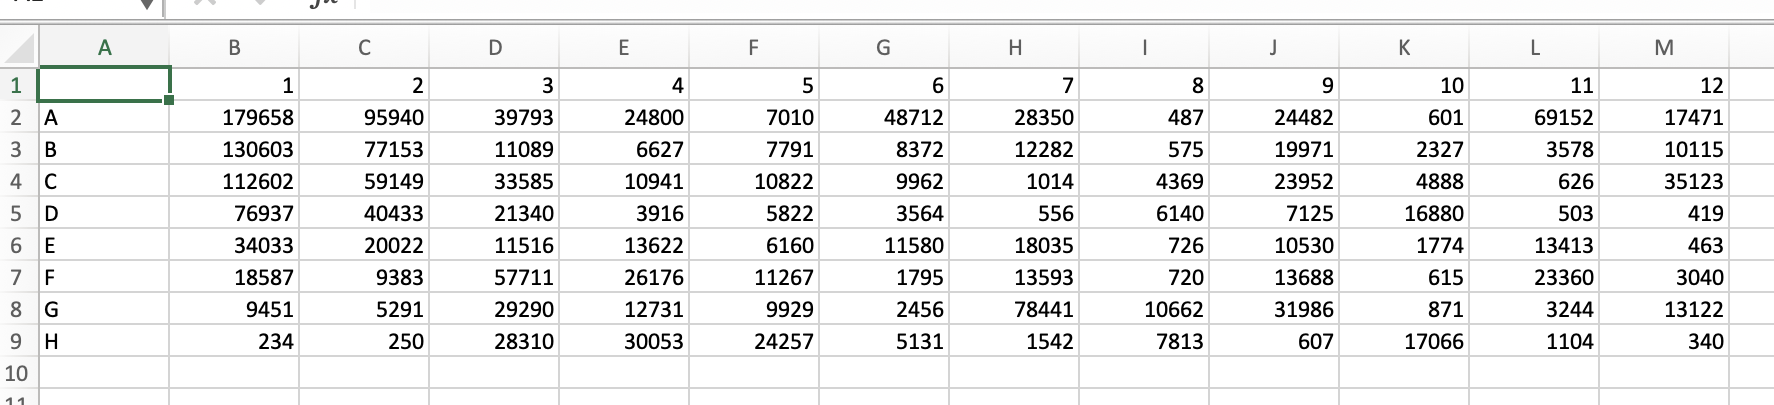 A B C D E F G H I J K L M
1 1 2 3 4 5 6 7 8 9 10 11 12
2 A 179658 95940 39793 24800 7010 48712 28350 487 24482 601 69152 17471
3 B 130603 77153 11089 6627 7791 8372 12282 575 19971 2327 3578 10115
4 C 112602 59149 33585 10941 10822 9962 1014 4369 23952 4888 626 35123
5 D 76937 40433 21340 3916 5822 3564 556 6140 7125 16880 503 419
6 E 34033 20022 11516 13622 6160 11580 18035 726 10530 1774 13413 463
7 F 18587 9383 57711 26176 11267 1795 13593 720 13688 615 23360 3040
8 G 9451 5291 29290 12731 9929 2456 78441 10662 31986 871 3244 13122
9 H 234 250 28310 30053 24257 5131 1542 7813 607 17066 1104 340
10
11